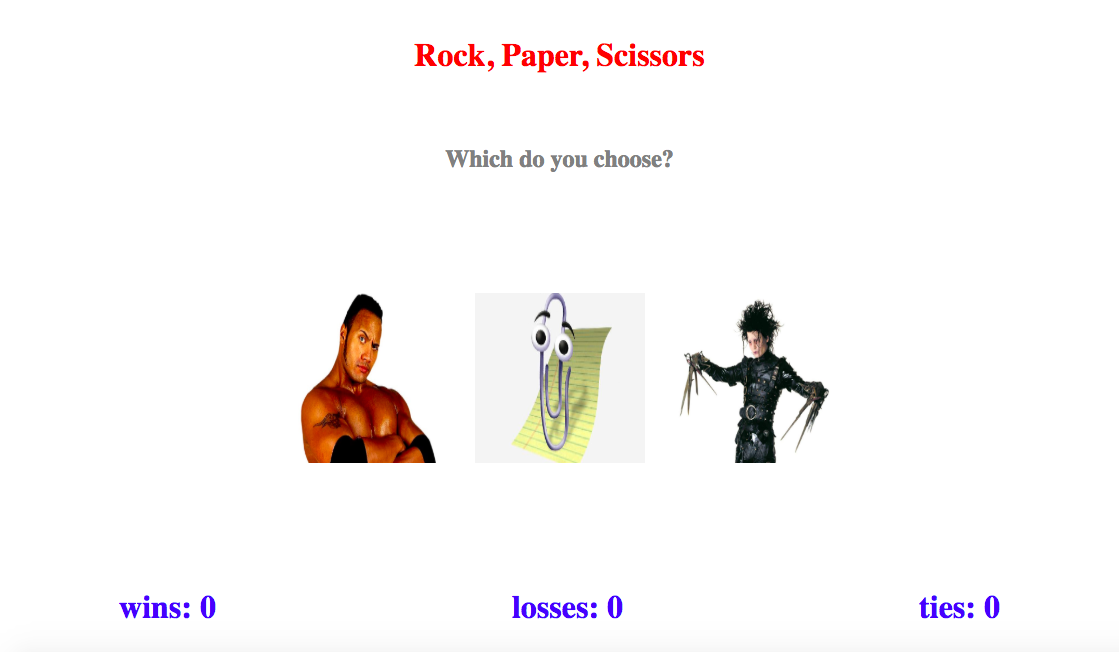 Rock, Paper, Scissors
Which do you choose?
wins: 0
losses: 0
ties: 0